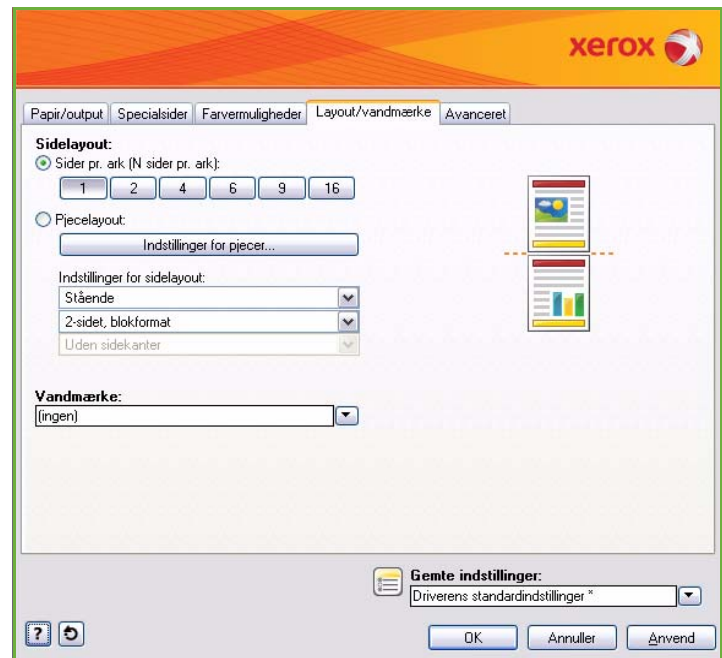 xerox
Papir/output Specialsider Farvermuligheder Layout/vandmærke Avanceret
Sidelayout:
Sider pr. ark (N sider pr. ark):
1 2 4 6 9 16
Pjecelayout:
Indstillinger for pjecer...
Indstillinger for sidelayout:
Stående
2-sidet, blokformat
Uden sidekanter
Vandmærke:
(ingen)
Gemte indstillinger:
Driverens standardindstillinger *
? OK Annuller Anvend